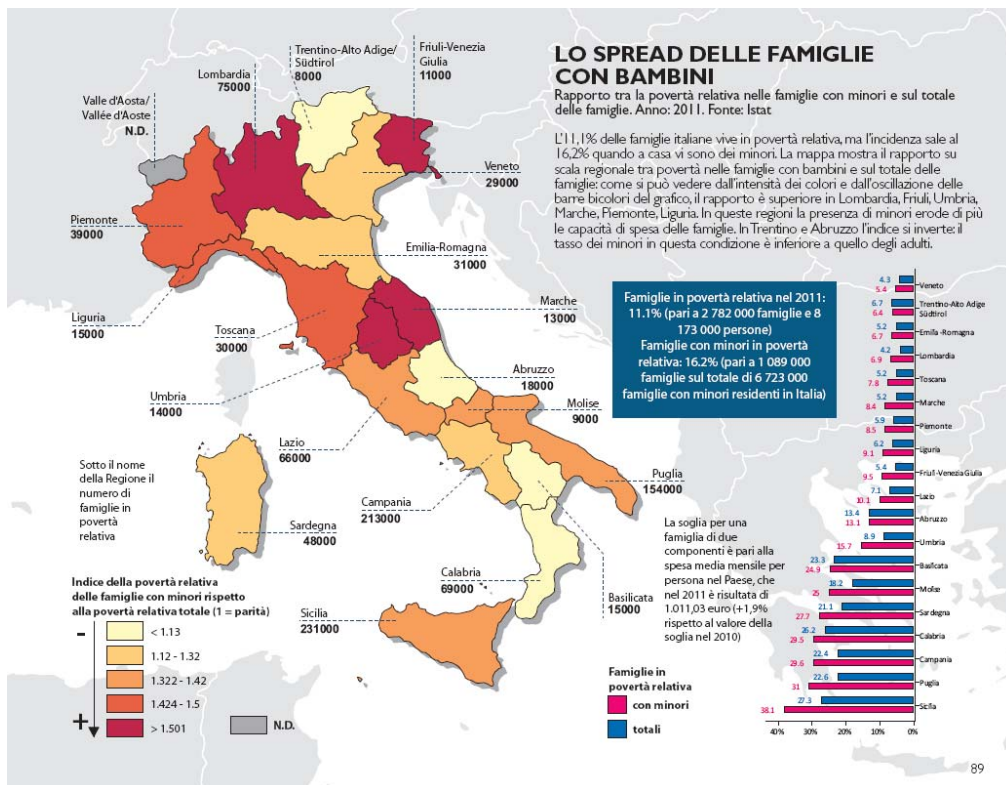 LO SPREAD DELLE FAMIGLIE
CON BAMBINI
Rapporto tra la povertà relativa nelle famiglie con minori e sul totale
delle famiglie. Anno: 2011. Fonte: Istat
L'11,1% delle famiglie italiane vive in povertà relativa, ma l'incidenza sale al
16,2% quando a casa vi sono dei minori. La mappa mostra il rapporto su
scala regionale tra povertà nelle famiglie con bambini e sul totale delle
famiglie: come si può vedere dall'intensità dei colori e dall'oscillazione delle
barre bicolori del grafico, il rapporto è superiore in Lombardia, Friuli, Umbria,
Marche, Piemonte, Liguria. In queste regioni la presenza di minori erode di più
le capacità di spesa delle famiglie. In Trentino e Abruzzo l'indice si inverte: il
tasso dei minori in questa condizione è inferiore a quello degli adulti.
Trentino-Alto Adige/
Südtirol
8000
Friuli-Venezia
Giulia
11000
Lombardia
75000
Valle d'Aosta/
Vallée d'Aoste
N.D.
Veneto
29000
Piemonte
39000
Emilia-Romagna
31000
Liguria
15000
Toscana
30000
Marche
13000
Umbria
14000
Abruzzo
18000
Molise
9000
Lazio
66000
Puglia
154000
Campania
213000
Sardegna
48000
Calabria
69000
Basilicata
15000
Sicilia
231000
Sotto il nome
della Regione il
numero di
famiglie in
povertà
relativa
Indice della povertà relativa
delle famiglie con minori rispetto
alla povertà relativa totale (1 = parità)
-
< 1.13
1.12 - 1.32
1.322 - 1.42
1.424 - 1.5
+
> 1.501
N.D.
Famiglie in povertà relativa nel 2011:
11.1% (pari a 2 782 000 famiglie e 8
173 000 persone)
Famiglie con minori in povertà
relativa: 16.2% (pari a 1 089 000
famiglie sul totale di 6 723 000
famiglie con minori residenti in Italia)
La soglia per una
famiglia di due
componenti è pari alla
spesa media mensile per
persona nel Paese, che
nel 2011 è risultata di
1.011,03 euro (+1,9%
rispetto al valore della
soglia nel 2010)
Famiglie in
povertà relativa
con minori
totali
4.3
5.4
Veneto
6.7
6.4
Trentino-Alto Adige
Südtirol
5.2
6.7
Emilia -Romagna
4.2
6.9
Lombardia
5.2
7.8
Toscana
5.2
8.4
Marche
5.9
8.5
Piemonte
6.2
9.1
Liguria
5.4
9.5
Friuli-Venezia Giulia
7.1
10.1
Lazio
13.4
13.1
Abruzzo
8.9
15.7
Umbria
23.3
24.9
Basilicata
18.2
25
Molise
21.1
27.7
Sardegna
26.2
29.5
Calabria
22.4
29.6
Campania
22.6
31
Puglia
27.3
38.1
Sicilia
40% 30% 20% 10% 0%
89